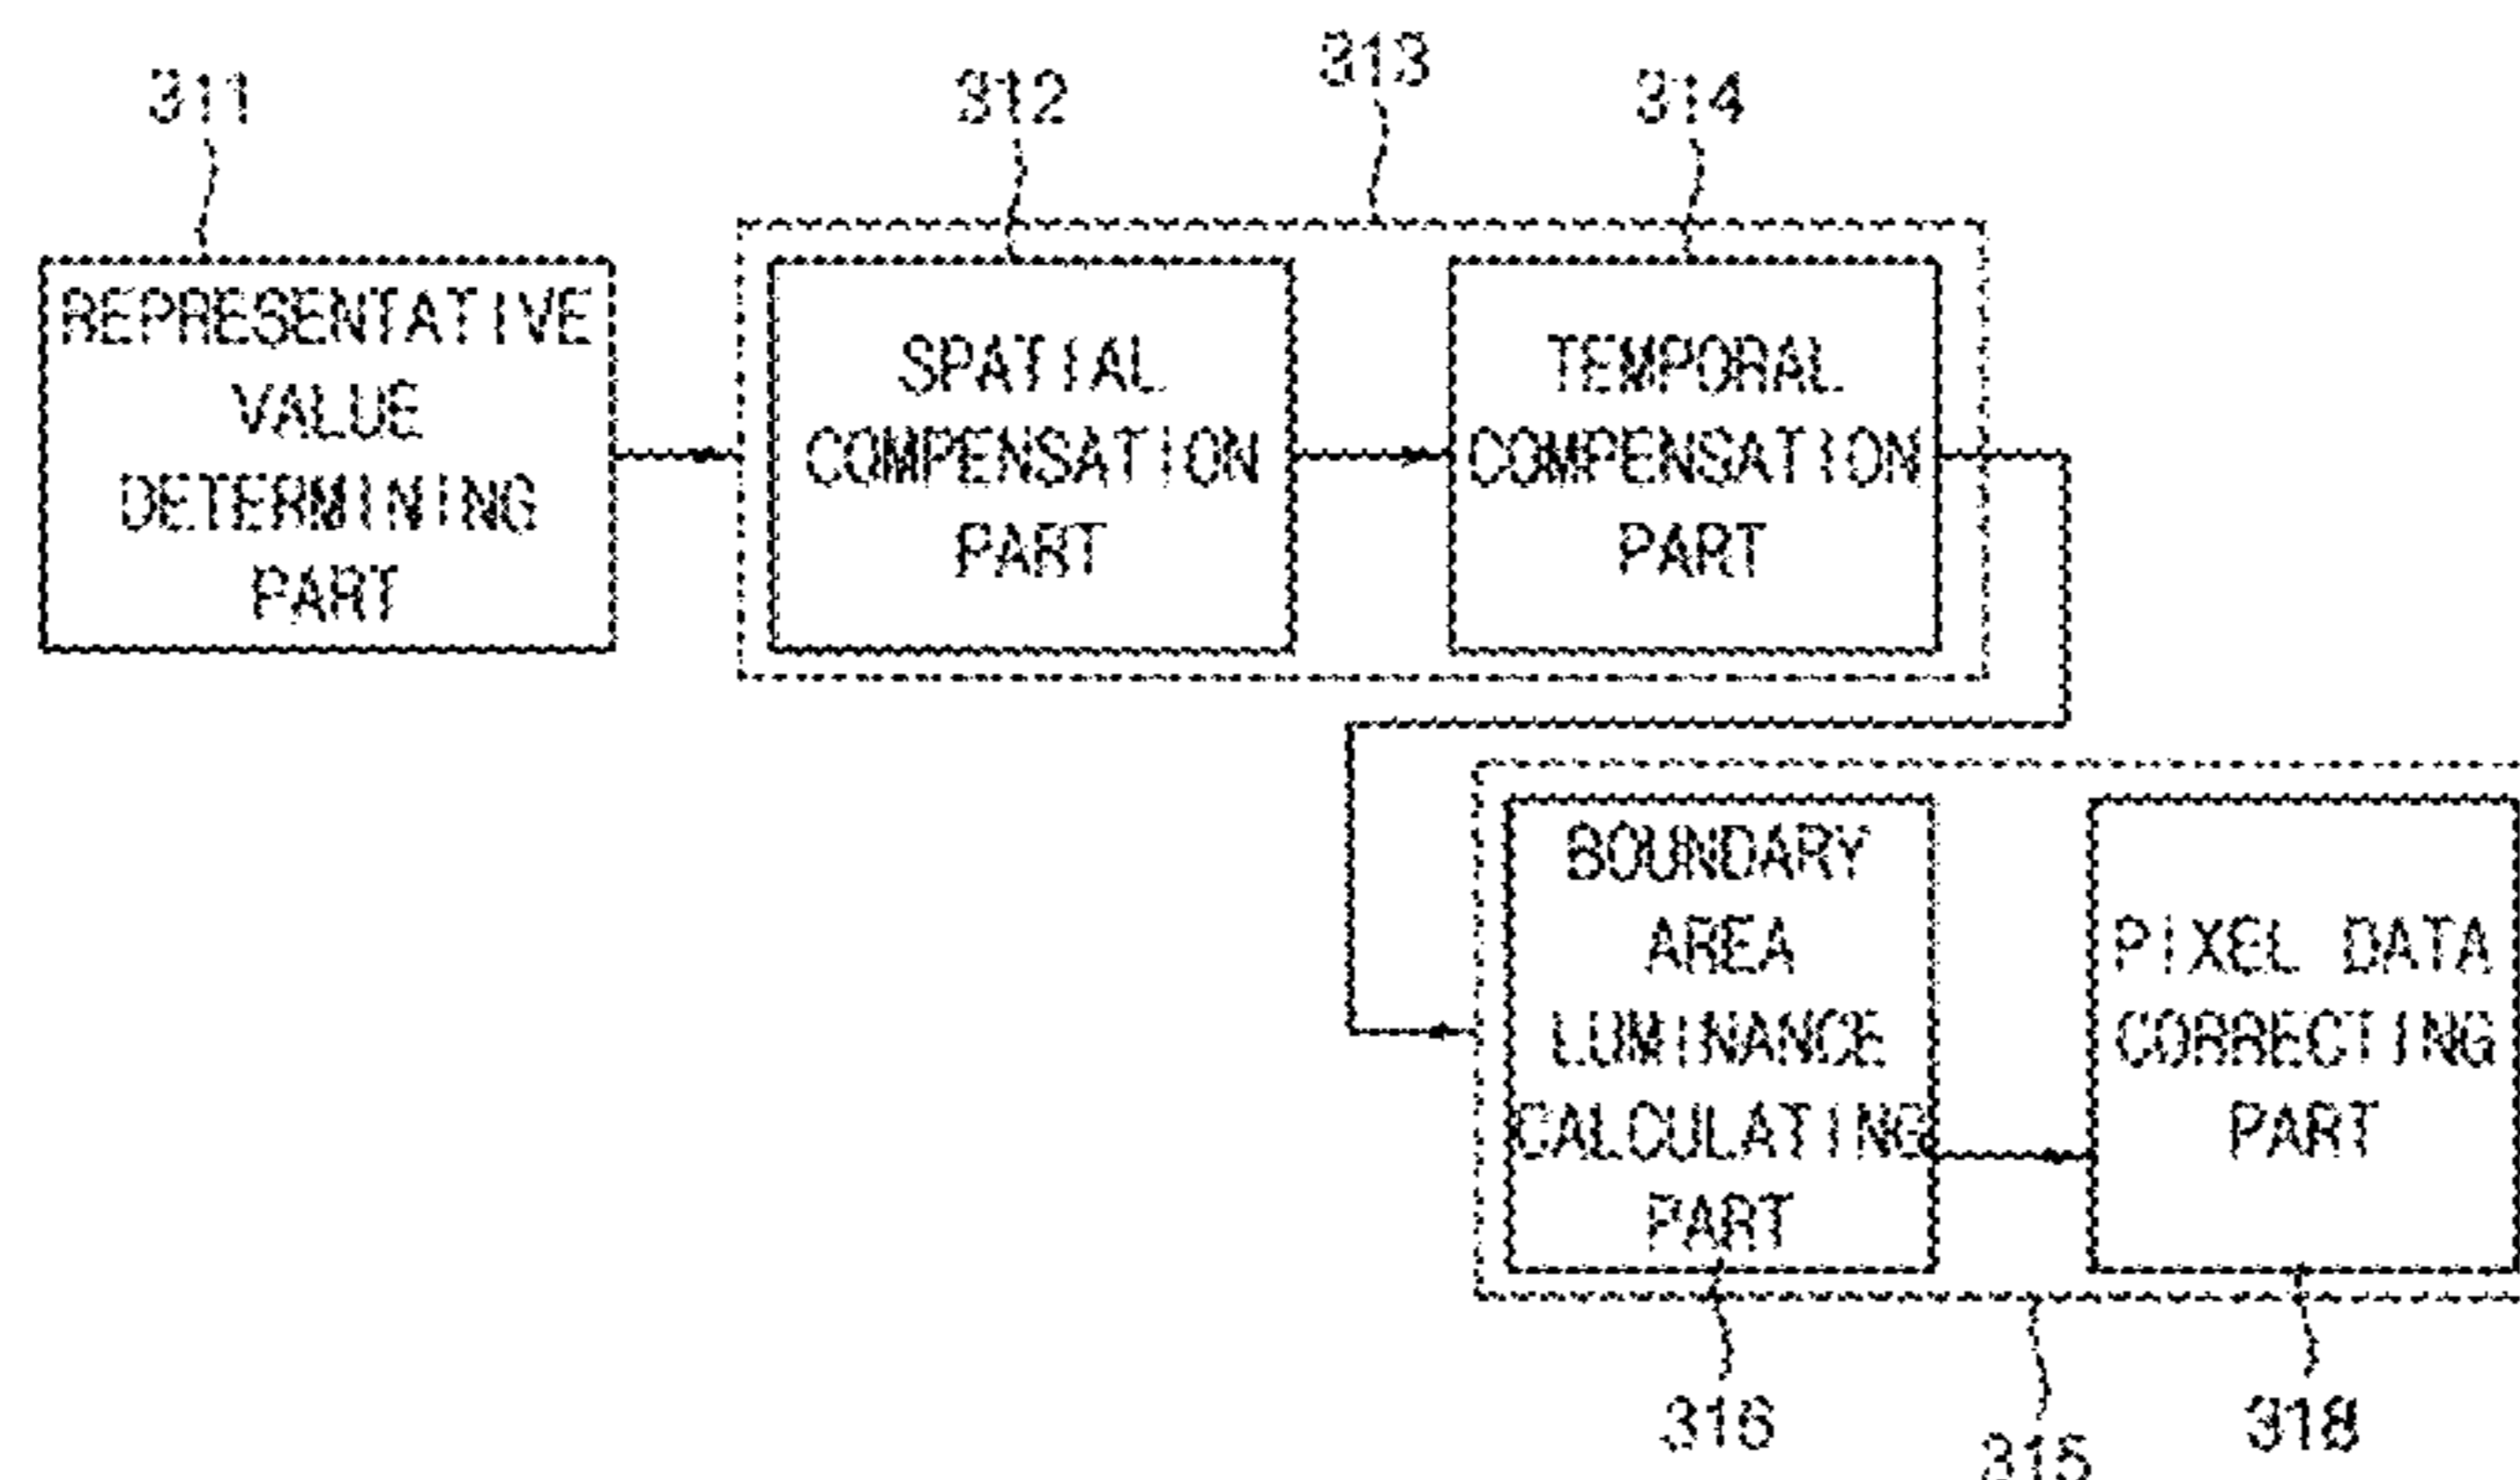 313
311
312
314
REPRESENTATIVE
VALUE
DETERMINING
PART
SPATIAL
COMPENSATION
PART
TEMPORAL
COMPENSATION
PART
BOUNDARY
AREA
LUMINANCE
CALCULATING
PART
PIXEL DATA
CORRECTING
PART
316
318
315